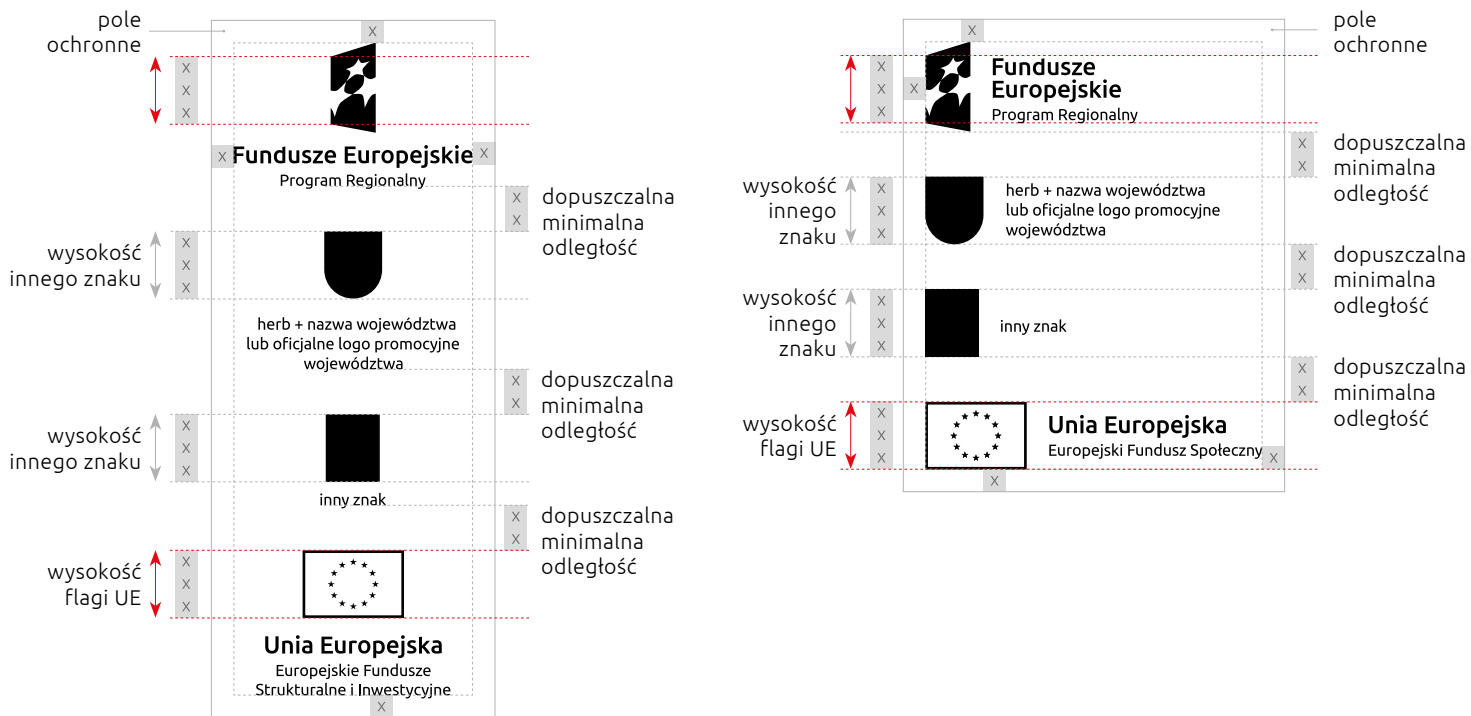 pole
ochronne
X
X
X
X
X
Fundusze Europejskie
X
Program Regionalny
X
X
dopuszczalna
minimalna
odległość
wysokość
innego znaku
X
X
X
herb + nazwa województwa
lub oficjalne logo promocyjne
województwa
X
X
dopuszczalna
minimalna
odległość
wysokość
innego znaku
X
X
X
inny znak
X
X
dopuszczalna
minimalna
odległość
wysokość
flagi UE
X
X
X
Unia Europejska
Europejskie Fundusze
Strukturalne i Inwestycyjne
X
pole
ochronne
X
X
X
X
X
Fundusze
Europejskie
Program Regionalny
X
X
dopuszczalna
minimalna
odległość
wysokość
innego
znaku
X
X
X
herb + nazwa województwa
lub oficjalne logo promocyjne
województwa
X
X
dopuszczalna
minimalna
odległość
wysokość
innego
znaku
X
X
X
inny znak
X
X
dopuszczalna
minimalna
odległość
wysokość
flagi UE
X
X
X
Unia Europejska
Europejski Fundusz Społeczny
X
X